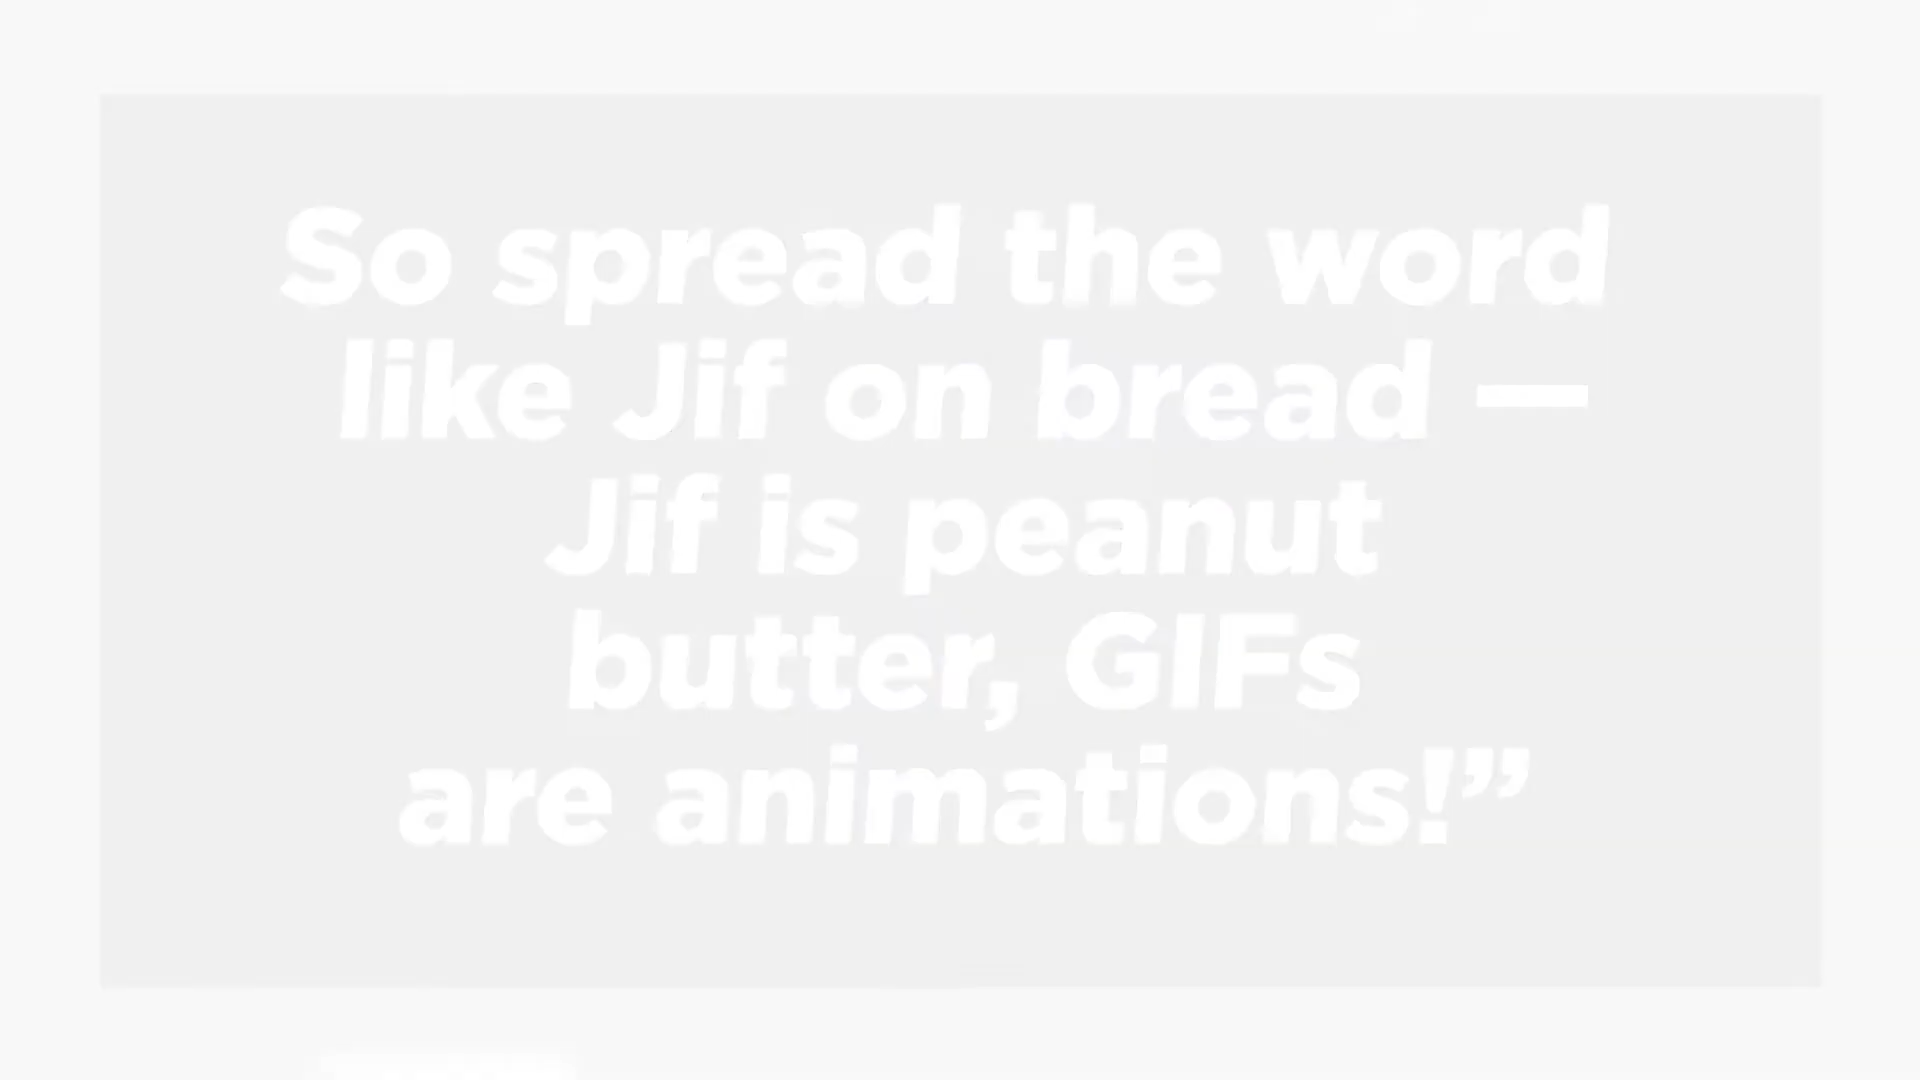 So spread the word
like Jif on bread —
Jif is peanut
butter, GIFs
are animations!”